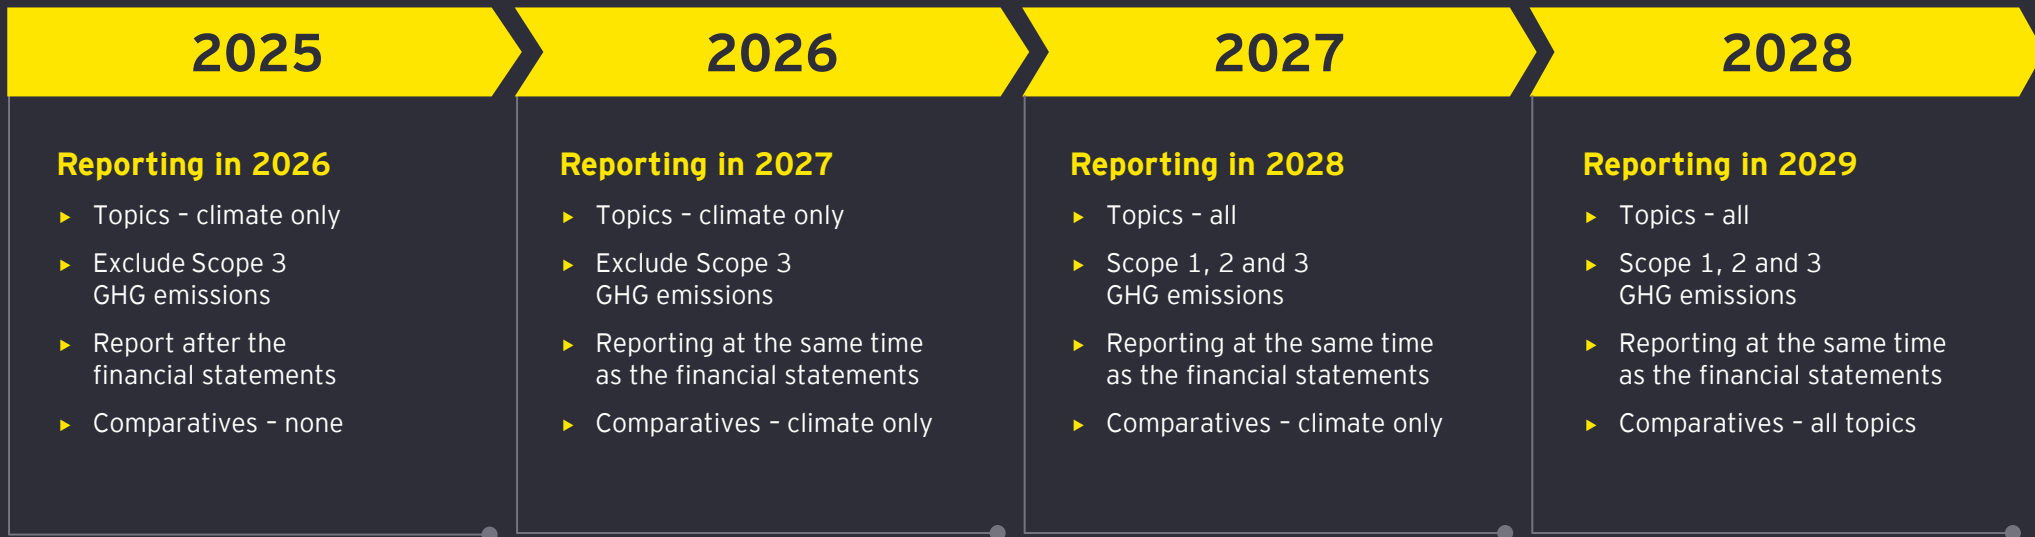 2025
Reporting in 2026
Topics – climate only
Exclude Scope 3
GHG emissions
Report after the
financial statements
Comparatives – none
2026
Reporting in 2027
Topics – climate only
Exclude Scope 3
GHG emissions
Reporting at the same time
as the financial statements
Comparatives – climate only
2027
Reporting in 2028
Topics – all
Scope 1, 2 and 3
GHG emissions
Reporting at the same time
as the financial statements
Comparatives – climate only
2028
Reporting in 2029
Topics – all
Scope 1, 2 and 3
GHG emissions
Reporting at the same time
as the financial statements
Comparatives – all topics